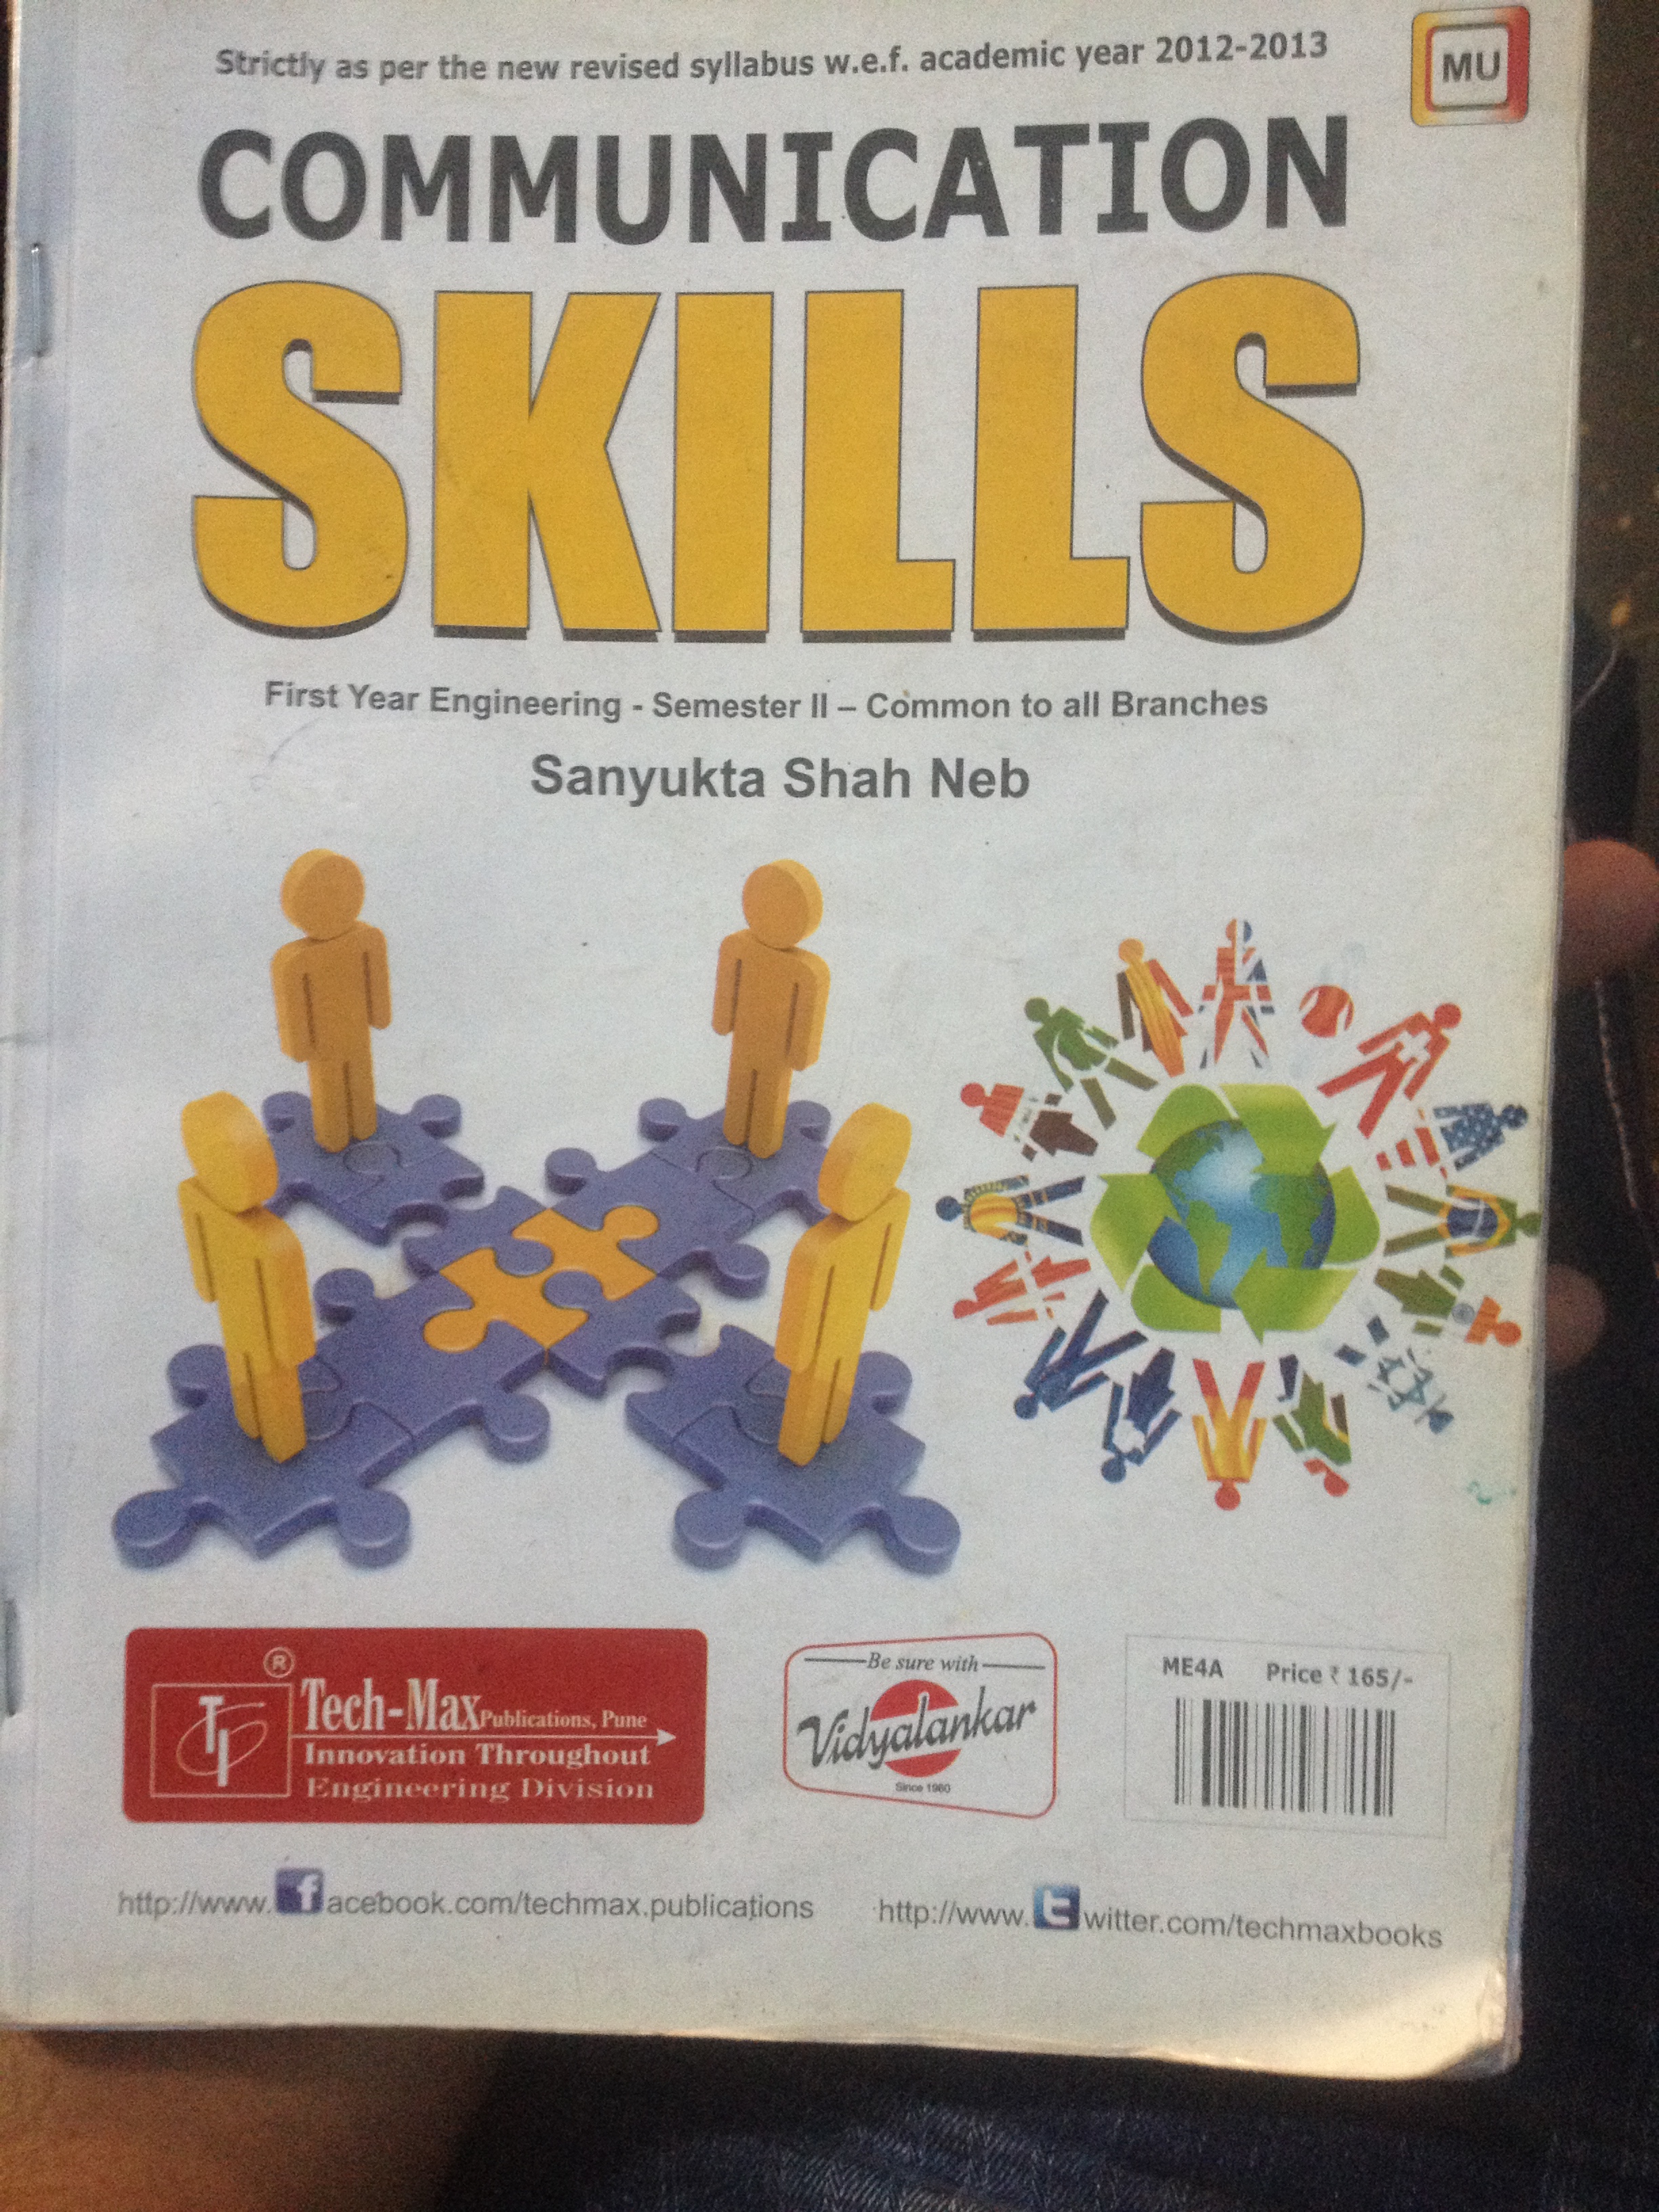 Strictly as per the new revised syllabus w.e.f. academic year 2012-2013
MU
COMMUNICATION
SKILLS
First Year Engineering - Semester II – Common to all Branches
Sanyukta Shah Neb
®
Tech-Max Publications, Pune
Innovation Throughout
Engineering Division
Be sure with
Vidyalankar
Since 1960
ME4A Price ₹ 165/-
http://www.facebook.com/techmax.publications
http://www.twitter.com/techmaxbooks